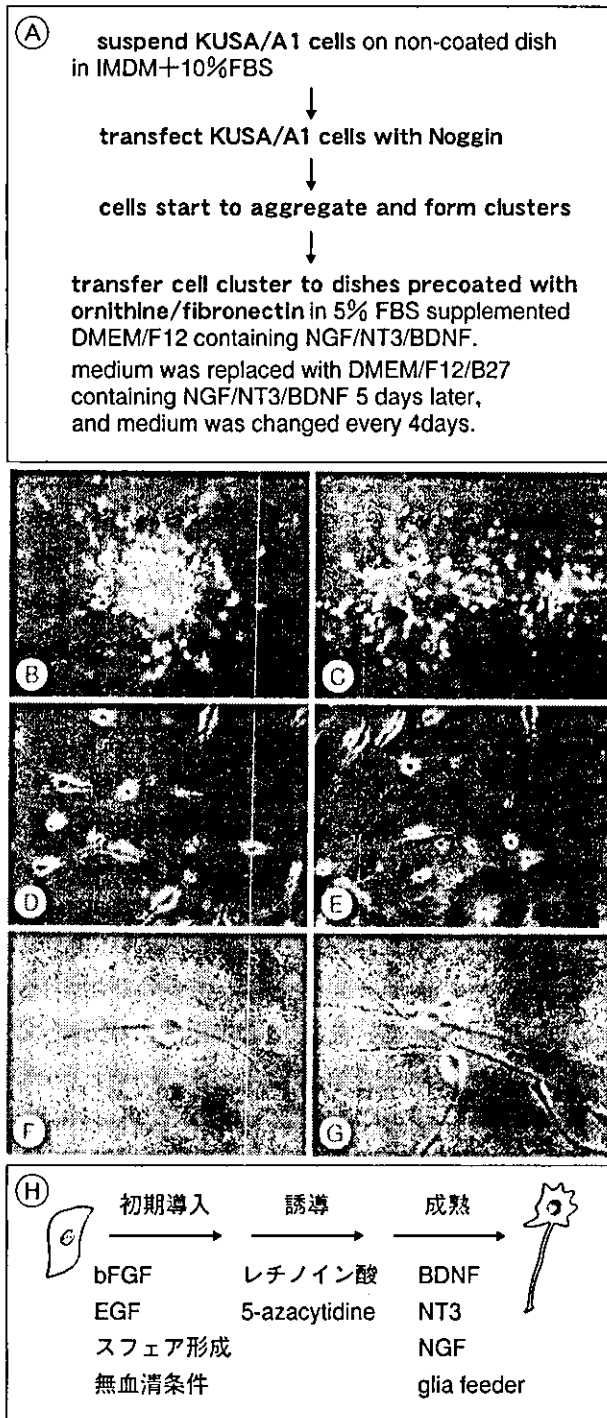 A
suspend KUSA/A1 cells on non-coated dish
in IMDM+10%FBS
transfect KUSA/A1 cells with Noggin
cells start to aggregate and form clusters
transfer cell cluster to dishes precoated with
ornithine/fibronectin in 5% FBS supplemented
DMEM/F12 containing NGF/NT3/BDNF.
medium was replaced with DMEM/F12/B27
containing NGF/NT3/BDNF 5 days later,
and medium was changed every 4days.
B
C
D
E
F
G
H
初期導入 誘導 成熟
bFGF レチノイン酸 BDNF
EGF 5-azacytidine NT3
スフェア形成 NGF
無血清条件 glia feeder